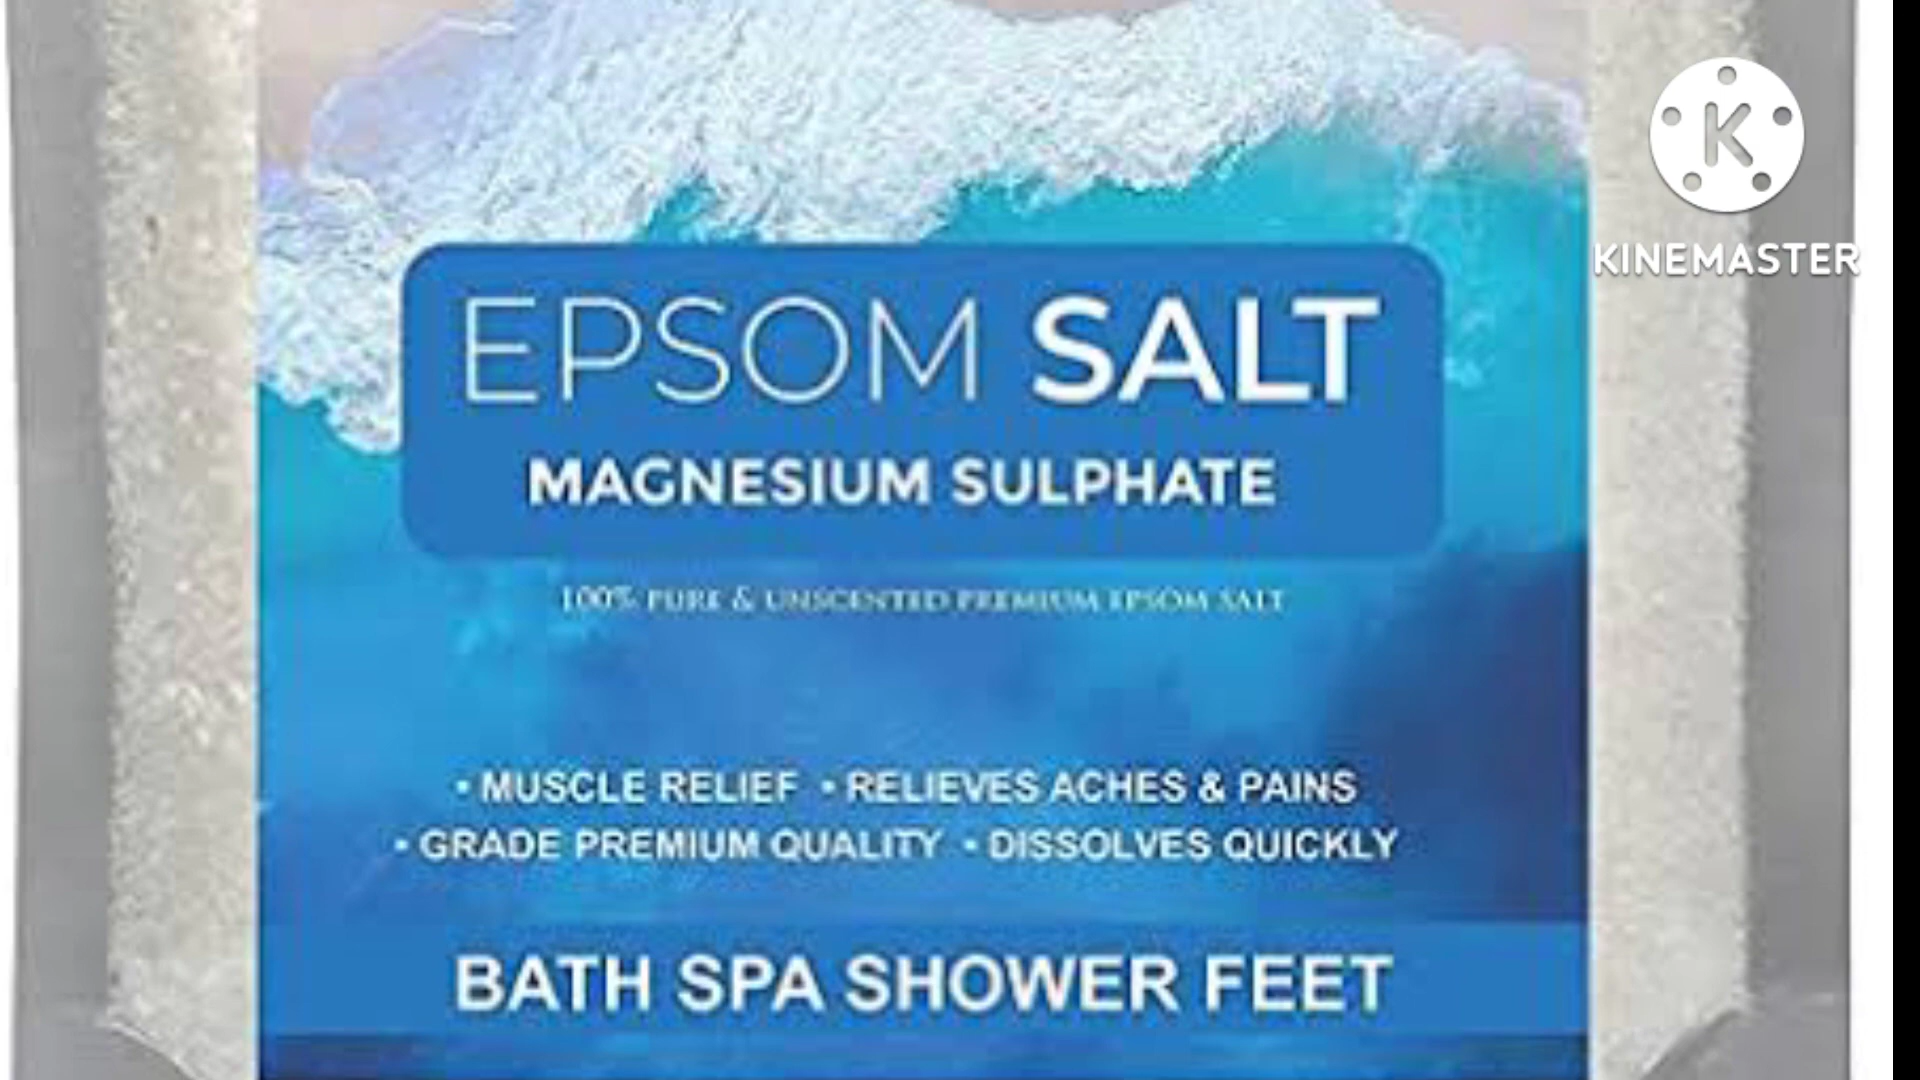 K
KINEMASTER
EPSOM SALT
MAGNESIUM SULPHATE
100% PURE & UNSCENTED PREMIUM EPSOM SALT
• MUSCLE RELIEF • RELIEVES ACHES & PAINS
• GRADE PREMIUM QUALITY • DISSOLVES QUICKLY
BATH SPA SHOWER FEET